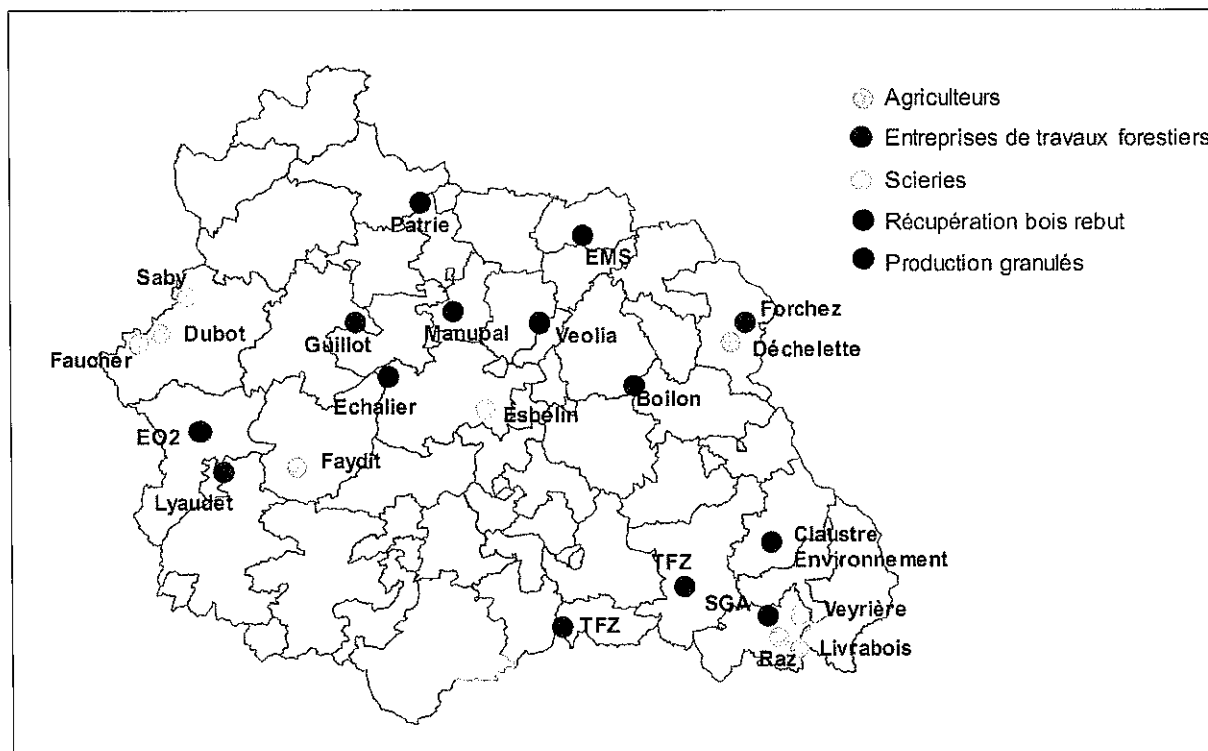 Agriculteurs
Entreprises de travaux forestiers
Scieries
Récupération bois rebut
Production granulés
Patrie
EMS
Saby
Dubot
Faucher
Guillot
Manupal
Veolia
Forchez
Déchelette
Echalier
Esbelin
Boilon
EO2
Faydit
Lyaudet
Claustre
Environnement
TFZ
SGA
Veyrière
TFZ
Raz
Livrabois